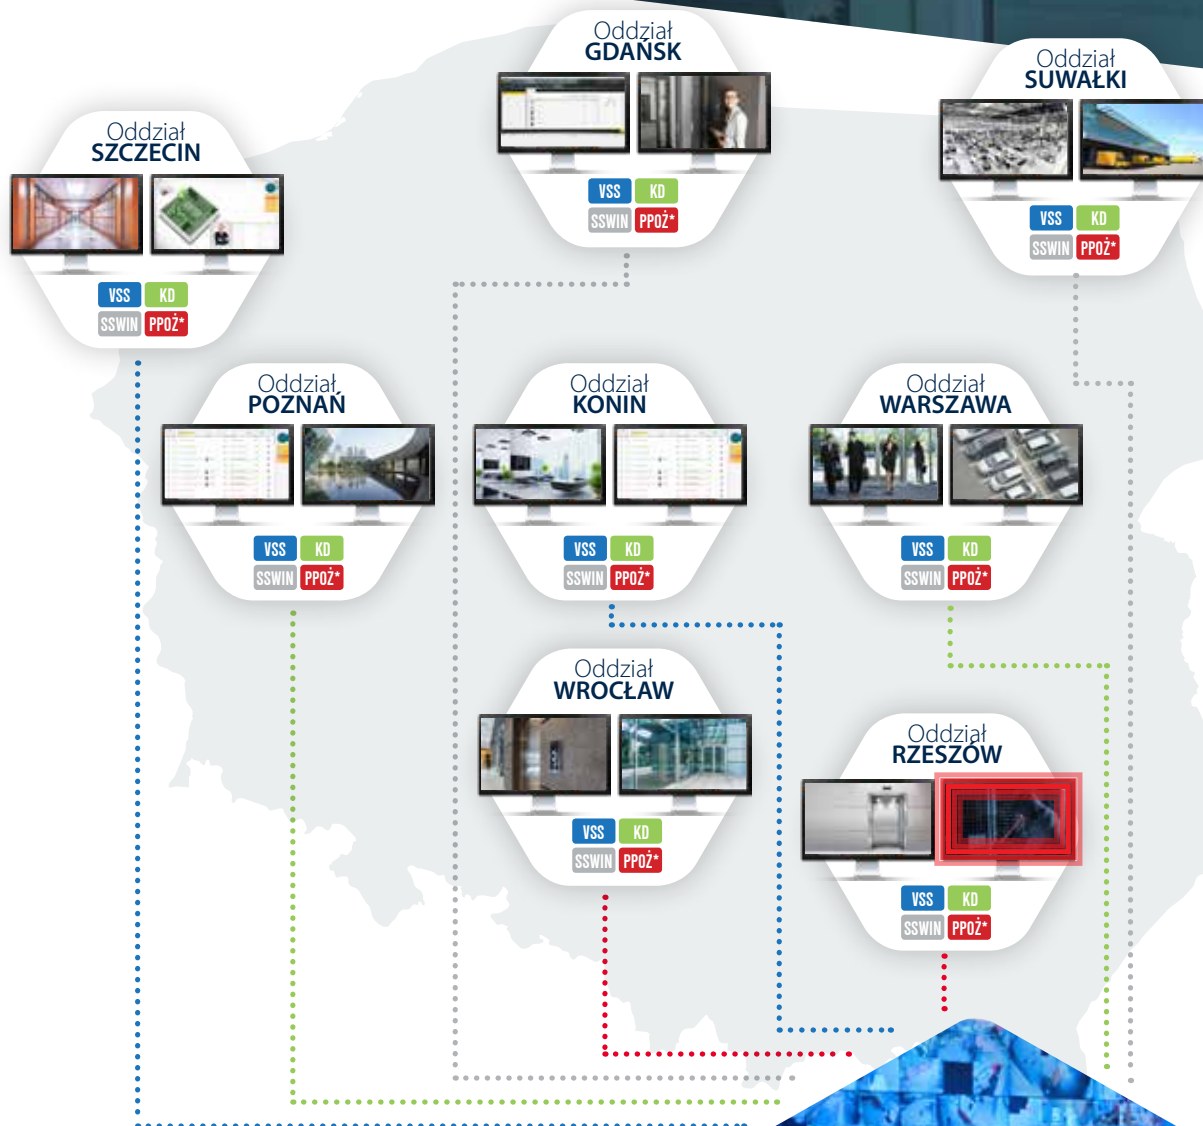 Oddział
GDAŃSK
VSS KD
SSWIN PPOŻ*
Oddział
SUWAŁKI
VSS KD
SSWIN PPOŻ*
Oddział
SZCZECIN
VSS KD
SSWIN PPOŻ*
Oddział
POZNAŃ
VSS KD
SSWIN PPOŻ*
Oddział
KONIN
VSS KD
SSWIN PPOŻ*
Oddział
WARSZAWA
VSS KD
SSWIN PPOŻ*
Oddział
WROCŁAW
VSS KD
SSWIN PPOŻ*
Oddział
RZESZÓW
VSS KD
SSWIN PPOŻ*